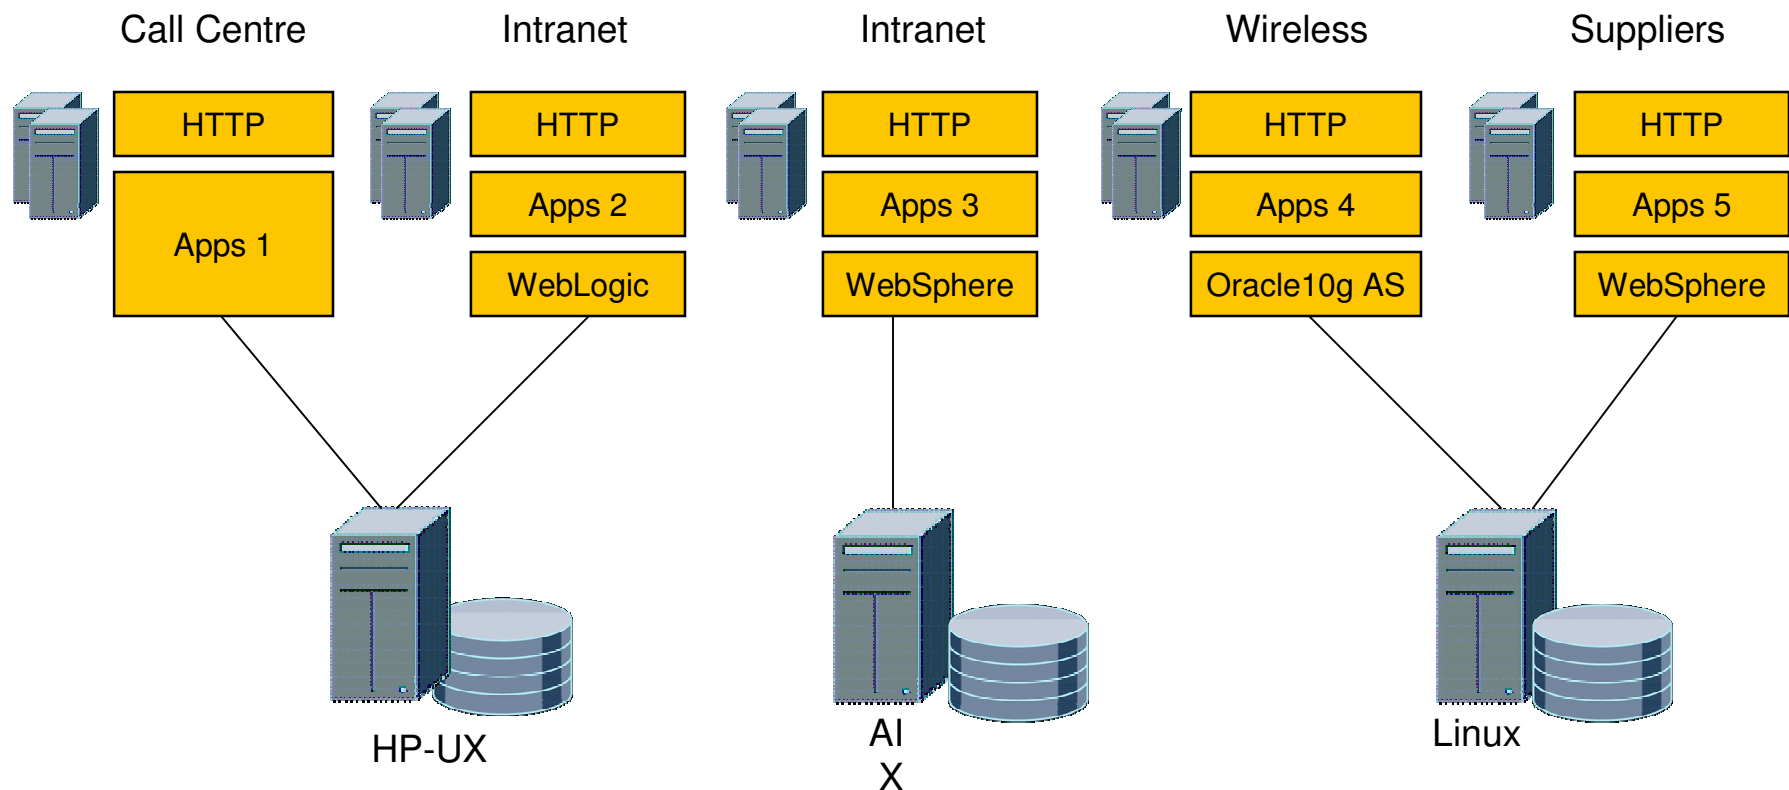 Call Centre
Intranet
Intranet
Wireless
Suppliers
HTTP
HTTP
HTTP
HTTP
HTTP
Apps 1
Apps 2
Apps 3
Apps 4
Apps 5
WebLogic
WebSphere
Oracle10g AS
WebSphere
HP-UX
AI
X
Linux